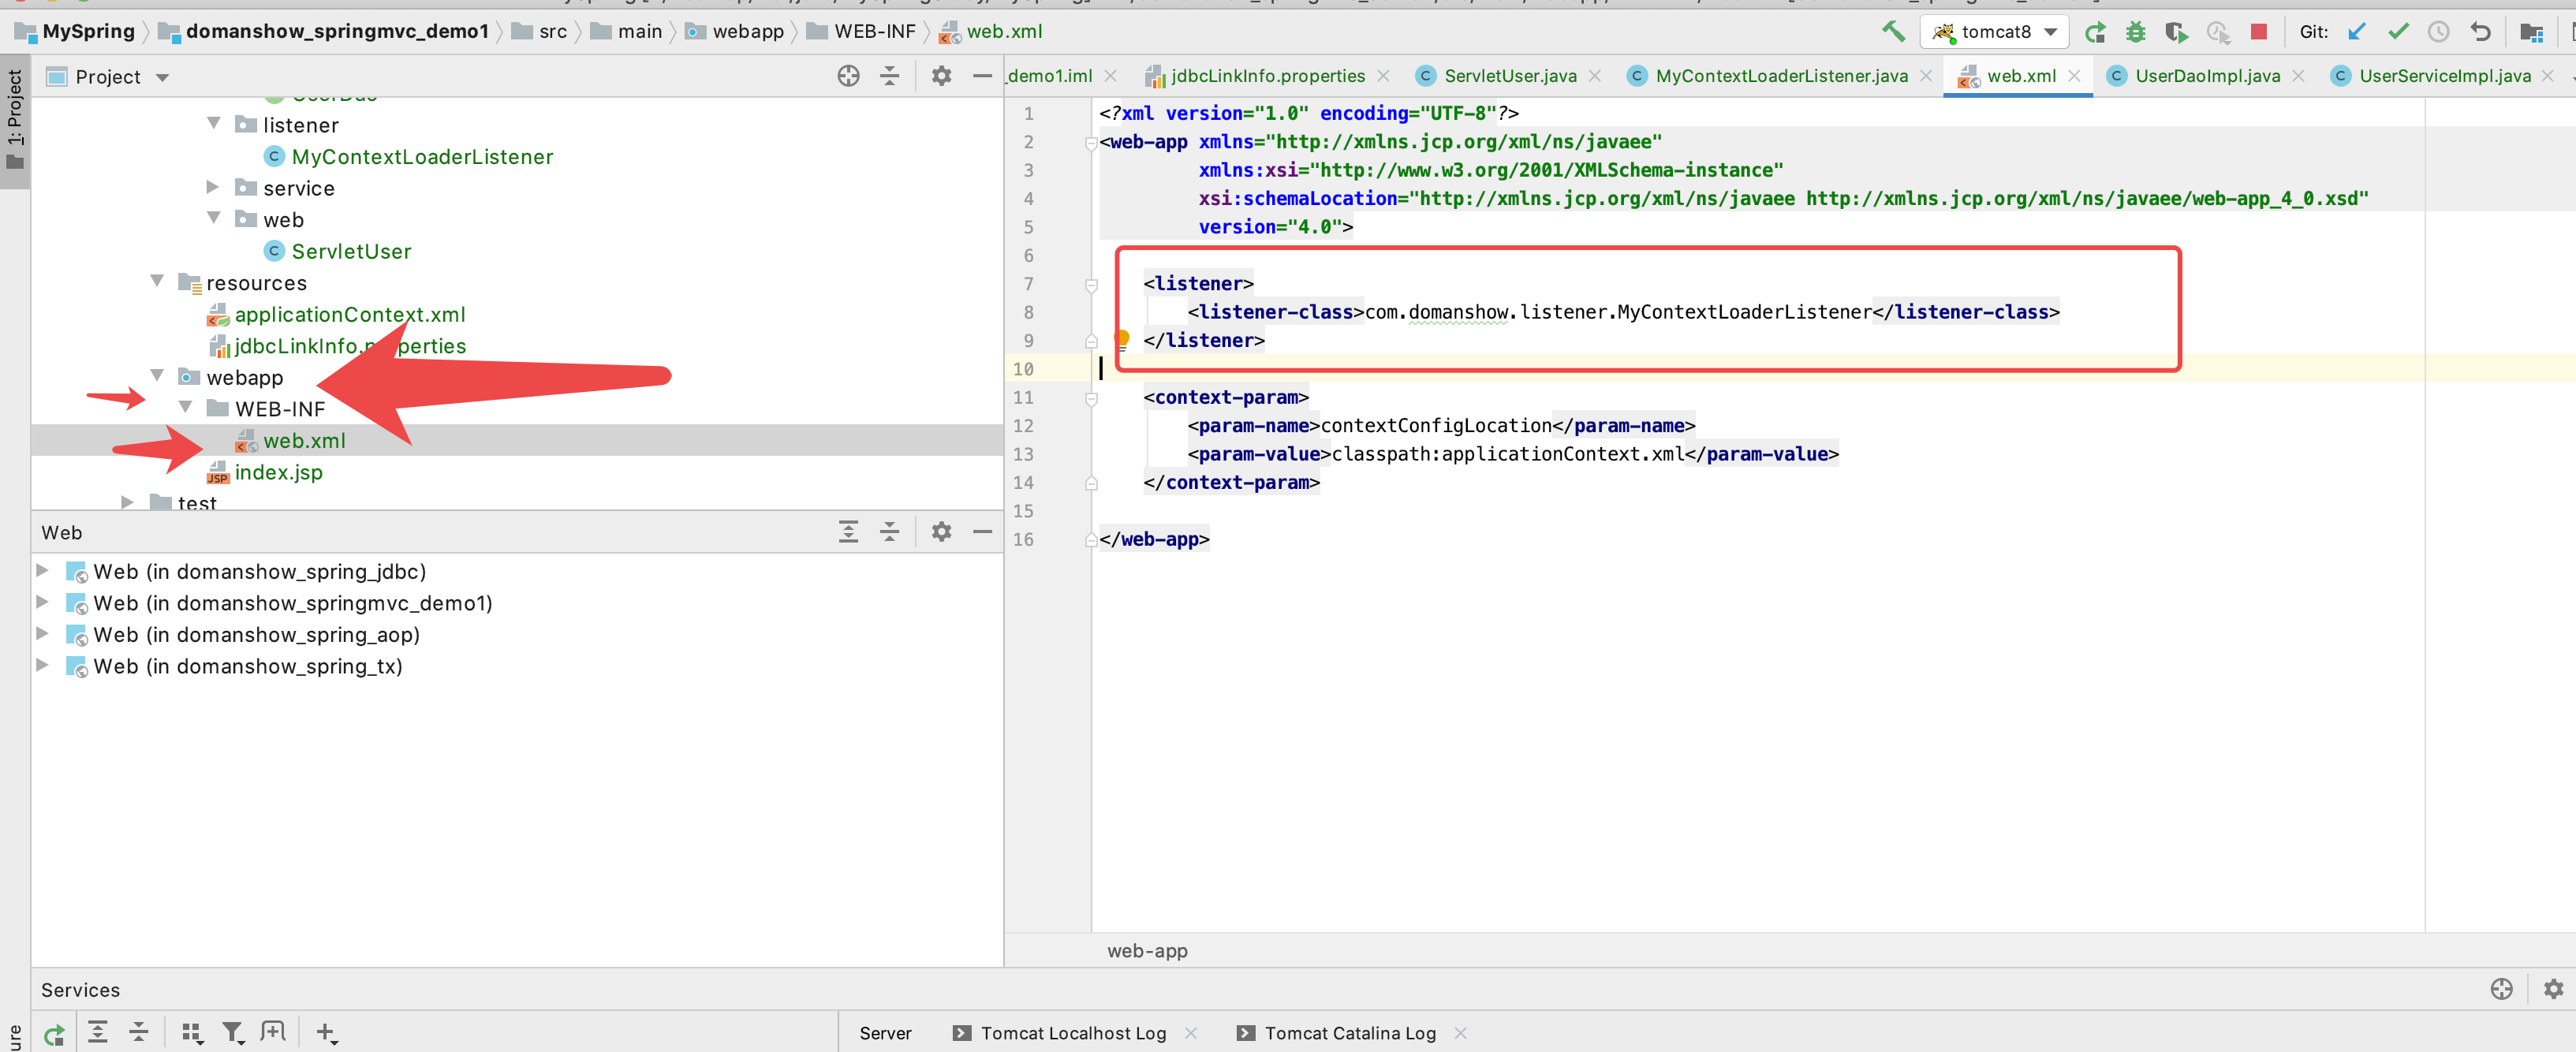 MySpring domanshow_springmvc_demo1 src main webapp WEB-INF web.xml tomcat8 Git:
1: Project
Project
UserDao
listener
MyContextLoaderListener
service
web
ServletUser
resources
applicationContext.xml
jdbcLinkInfo.properties
webapp
WEB-INF
web.xml
index.jsp
test
Web
Web (in domanshow_spring_jdbc)
Web (in domanshow_springmvc_demo1)
Web (in domanshow_spring_aop)
Web (in domanshow_spring_tx)
_demo1.iml jdbcLinkInfo.properties ServletUser.java MyContextLoaderListener.java web.xml UserDaoImpl.java UserServiceImpl.java
1 <?xml version="1.0" encoding="UTF-8"?>
2 <web-app xmlns="http://xmlns.jcp.org/xml/ns/javaee"
3 xmlns:xsi="http://www.w3.org/2001/XMLSchema-instance"
4 xsi:schemaLocation="http://xmlns.jcp.org/xml/ns/javaee http://xmlns.jcp.org/xml/ns/javaee/web-app_4_0.xsd"
5 version="4.0">
6
7 <listener>
8 <listener-class>com.domanshow.listener.MyContextLoaderListener</listener-class>
9 </listener>
10
11 <context-param>
12 <param-name>contextConfigLocation</param-name>
13 <param-value>classpath:applicationContext.xml</param-value>
14 </context-param>
15
16 </web-app>
web-app
Services
Server Tomcat Localhost Log Tomcat Catalina Log